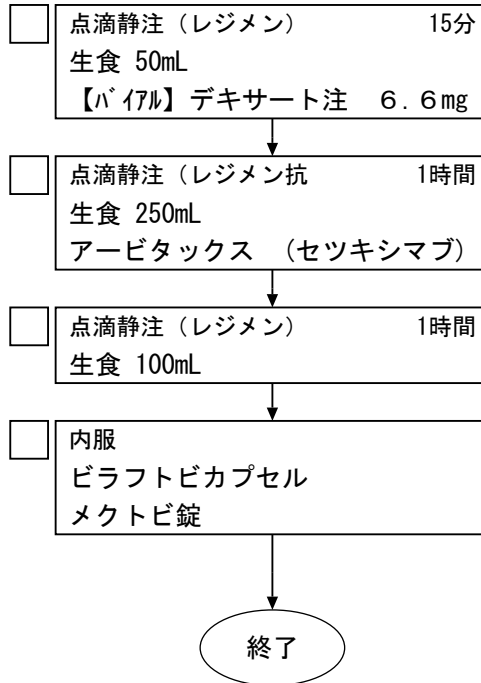 点滴静注（レジメン） 15分
生食 50mL
【ﾊﾞｲｱﾙ】デキサート注 ６．６㎎
点滴静注（レジメン抗 1時間
生食 250mL
アービタックス （セツキシマブ）
点滴静注（レジメン） 1時間
生食 100mL
内服
ビラフトビカプセル
メクトビ錠
終了